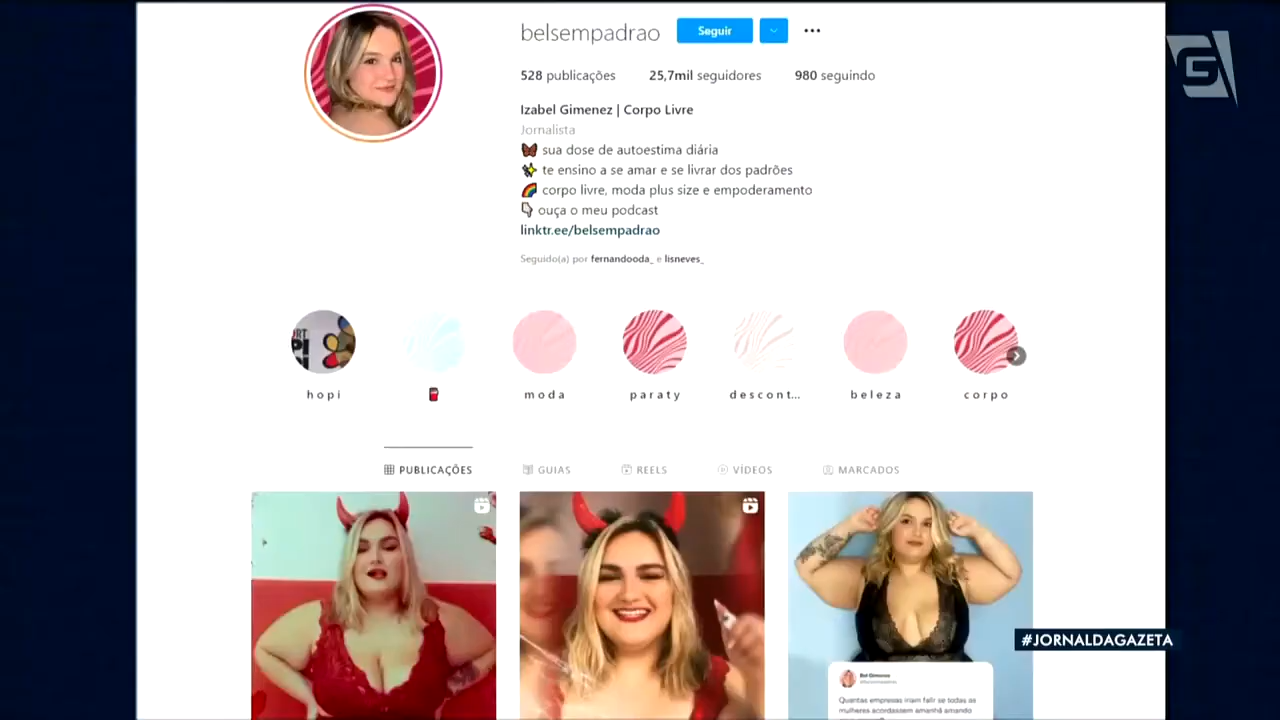 belsempadrao Seguir
528 publicações 25,7mil seguidores 980 seguindo
Izabel Gimenez | Corpo Livre
Jornalista
sua dose de autoestima diária
te ensino a se amar e se livrar dos padrões
corpo livre, moda plus size e empoderamento
ouça o meu podcast
linktr.ee/belsempadrao
Seguido(a) por fernandooda_ e lisneves_
hopi moda paraty descont... beleza corpo
PUBLICAÇÕES GUIAS REELS VÍDEOS MARCADOS
#JORNALDAGAZETA
Bel Gimenez
Quantas empresas iriam falir se todas as
mulheres acordassem amanhã amando